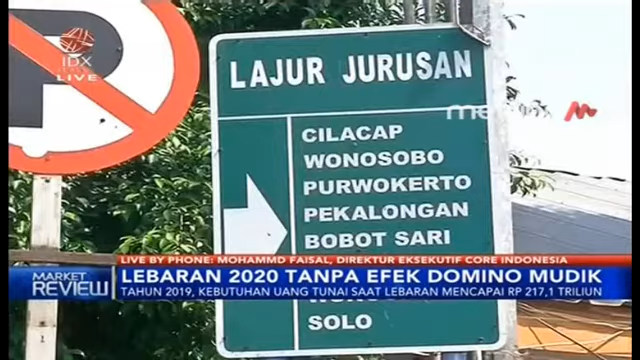 IDX
LIVE
LAJUR JURUSAN
CILACAP
WONOSOBO
PURWOKERTO
PEKALONGAN
BOBOT SARI
LIVE BY PHONE: MOHAMMD FAISAL, DIREKTUR EKSEKUTIF CORE INDONESIA
MARKET REVIEW
LEBARAN 2020 TANPA EFEK DOMINO MUDIK
TAHUN 2019, KEBUTUHAN UANG TUNAI SAAT LEBARAN MENCAPAI RP 217,1 TRILIUN
SOLO